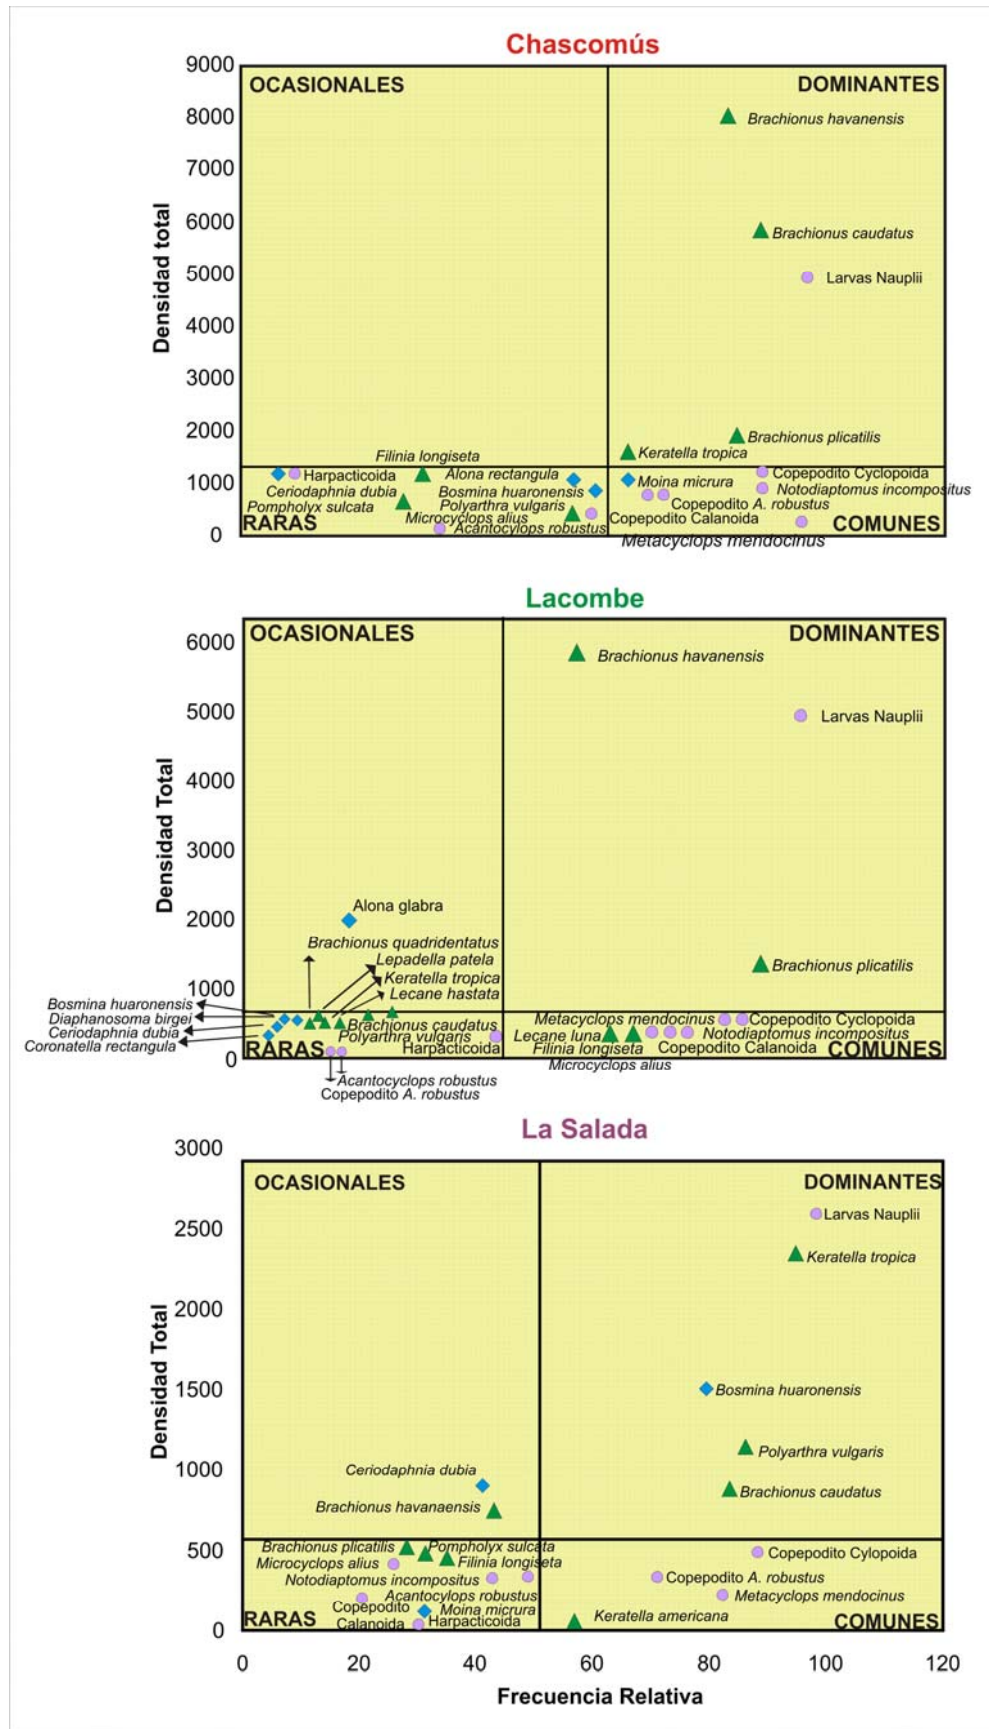 Chascomús
9000
OCASIONALES
DOMINANTES
8000
Brachionus havanensis
7000
6000
Brachionus caudatus
5000
Larvas Nauplii
Densidad total
4000
3000
2000
Brachionus plicatilis
Keratella tropica
Filinia longiseta
1000
Harpacticoida
Alona rectangula
Moina micrura
Copepodito Cyclopoida
Ceriodaphnia dubia
Bosmina huaronensis
Notodiaptomus incompositus
Pompholyx sulcata
Polyarthra vulgaris
Copepodito A. robustus
RARAS
Microcyclops alius
Copepodito Calanoida
COMUNES
Acantocylops robustus
0
Metacyclops mendocinus
Lacombe
OCASIONALES
DOMINANTES
6000
Brachionus havanensis
5000
Larvas Nauplii
4000
Densidad Total
3000
2000
Alona glabra
Brachionus quadridentatus
Lepadella patela
Brachionus plicatilis
Keratella tropica
1000
Lecane hastata
Bosmina huaronensis
Diaphanosoma birgei
Ceriodaphnia dubia
Coronatella rectangula
Brachionus caudatus
Metacyclops mendocinus
Copepodito Cyclopoida
Polyarthra vulgaris
Lecane luna
Notodiaptomus incompositus
RARAS
Harpacticoida
Filinia longiseta
Copepodito Calanoida
COMUNES
0
Microcyclops alius
Acantocyclops robustus
Copepodito A. robustus
La Salada
3000
OCASIONALES
DOMINANTES
Larvas Nauplii
2500
Keratella tropica
2000
Densidad Total
1500
Bosmina huaronensis
Polyarthra vulgaris
1000
Ceriodaphnia dubia
Brachionus caudatus
Brachionus havanaensis
500
Brachionus plicatilis
Pompholyx sulcata
Copepodito Cylopoida
Microcyclops alius
Filinia longiseta
Notodiaptomus incompositus
Copepodito A. robustus
Acantocylops robustus
Metacyclops mendocinus
Copepodito
Calanoida
Moina micrura
Harpacticoida
Keratella americana
RARAS
COMUNES
0
0 20 40 60 80 100 120
Frecuencia Relativa